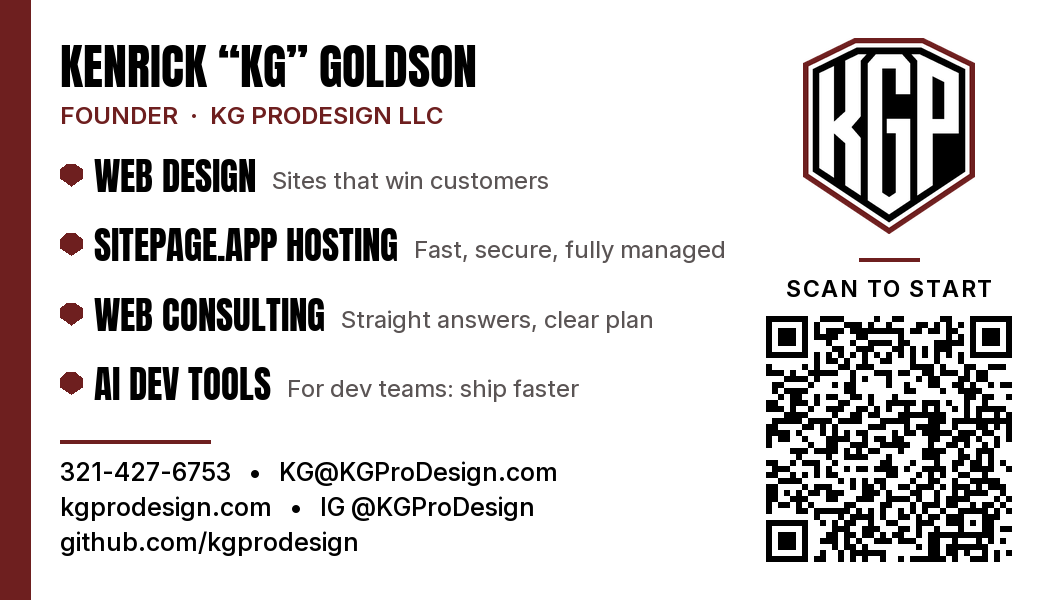 KENRICK “KG” GOLDSON
FOUNDER · KG PRODESIGN LLC
WEB DESIGN Sites that win customers
SITEPAGE.APP HOSTING Fast, secure, fully managed
WEB CONSULTING Straight answers, clear plan
AI DEV TOOLS For dev teams: ship faster
321-427-6753 • KG@KGProDesign.com
kgprodesign.com • IG @KGProDesign
github.com/kgprodesign
KGP
SCAN TO START